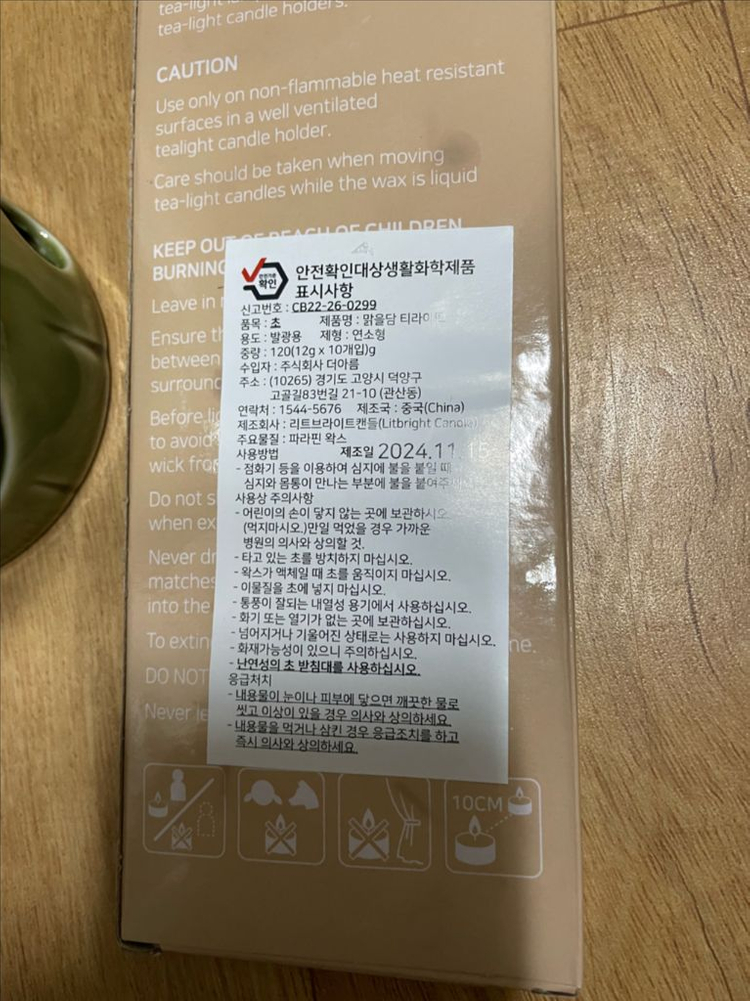 tea-light candle holders.
CAUTION
Use only on non-flammable heat resistant
surfaces in a well ventilated
tealight candle holder.
Care should be taken when moving
tea-light candles while the wax is liquid
KEEP OUT OF REACH OF CHILDREN
BURNING
Leave in
Ensure
between
surround
Before
to avoid
wick from
Do not
when
Never
matches
into the
To
DO NOT
Never
안전기준
확인
안전확인대상생활화학제품
표시사항
신고번호 : CB22-26-0299
품목 : 초 제품명 : 맑을담 티라이트
용도 : 발광용 제형 : 연소형
중량 : 120(12g x 10개입)g
수입자 : 주식회사 더아름
주소 : (10265) 경기도 고양시 덕양구
고골길83번길 21-10 (관산동)
연락처 : 1544-5676 제조국 : 중국(China)
제조회사 : 리트브라이트캔들(Litbright Candle)
주요물질 : 파라핀 왁스
사용방법 제조일 2024.11.15
- 점화기 등을 이용하여 심지에 불을 붙일 때
심지와 몸통이 만나는 부분에 불을 붙여주
사용상 주의사항
- 어린이의 손이 닿지 않는 곳에 보관하시오
(먹지마시오.)만일 먹었을 경우 가까운
병원의 의사와 상의할 것.
- 타고 있는 초를 방치하지 마십시오.
- 왁스가 액체일 때 초를 움직이지 마십시오.
- 이물질을 초에 넣지 마십시오.
- 통풍이 잘되는 내열성 용기에서 사용하십시오.
- 화기 또는 열기가 없는 곳에 보관하십시오.
- 넘어지거나 기울어진 상태로는 사용하지 마십시오.
- 화재가능성이 있으니 주의하십시오.
- 난연성의 초 받침대를 사용하십시오.
응급처치
- 내용물이 눈이나 피부에 닿으면 깨끗한 물로
씻고 이상이 있을 경우 의사와 상의하세요.
- 내용물을 먹거나 삼킨 경우 응급조치를 하고
즉시 의사와 상의하세요.
10CM